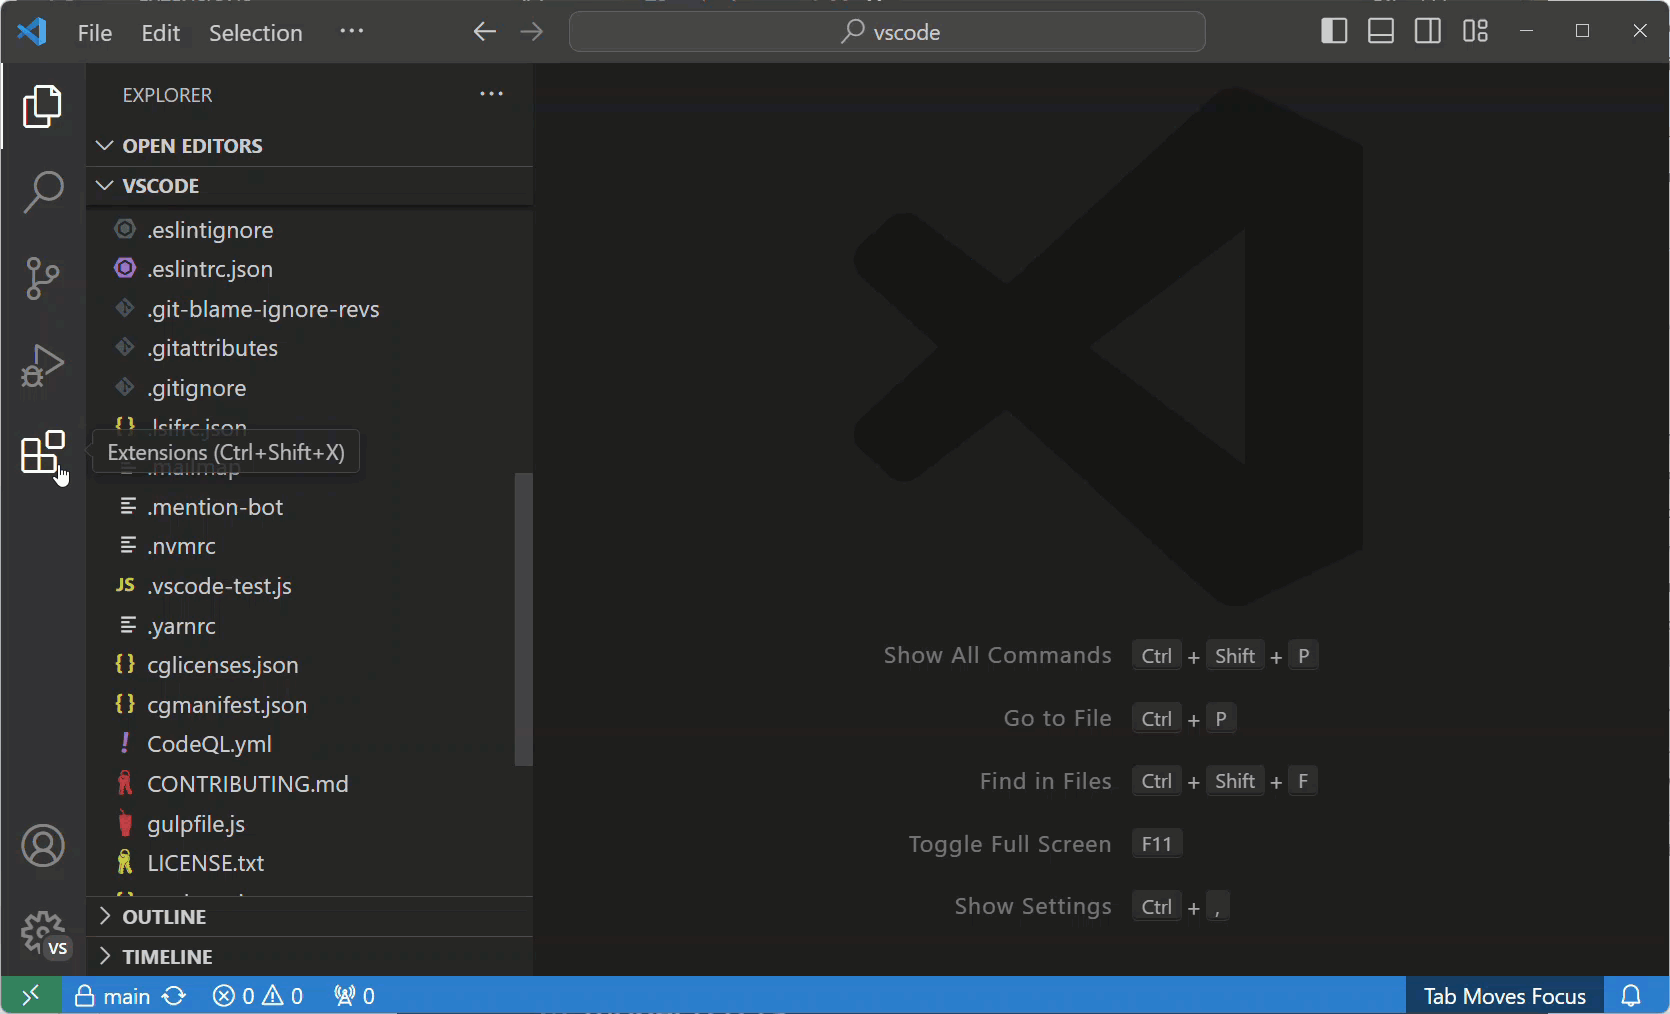 File Edit Selection ··· vscode
EXPLORER ···
OPEN EDITORS
VSCODE
.eslintignore
.eslintrc.json
.git-blame-ignore-revs
.gitattributes
.gitignore
{} .lsifrc.json
Extensions (Ctrl+Shift+X)
.mailmap
.mention-bot
.nvmrc
JS .vscode-test.js
.yarnrc
{} cglicenses.json
{} cgmanifest.json
! CodeQL.yml
CONTRIBUTING.md
gulpfile.js
LICENSE.txt
OUTLINE
TIMELINE
VS
Show All Commands Ctrl + Shift + P
Go to File Ctrl + P
Find in Files Ctrl + Shift + F
Toggle Full Screen F11
Show Settings Ctrl + ,
main 0 0 0 Tab Moves Focus